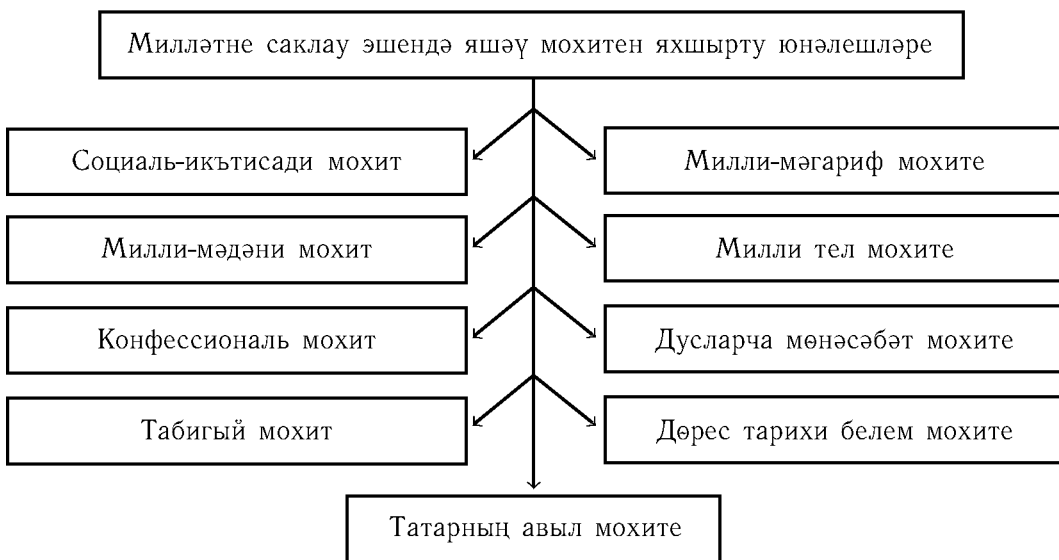 Милләтне саклау эшендә яшәү мохитен яхшырту юнәлешләре
Социаль-икътисади мохит
Милли-мәгариф мохите
Милли-мәдәни мохит
Милли тел мохите
Конфессиональ мохит
Дусларча мөнәсәбәт мохите
Табигый мохит
Дөрес тарихи белем мохите
Татарның авыл мохите